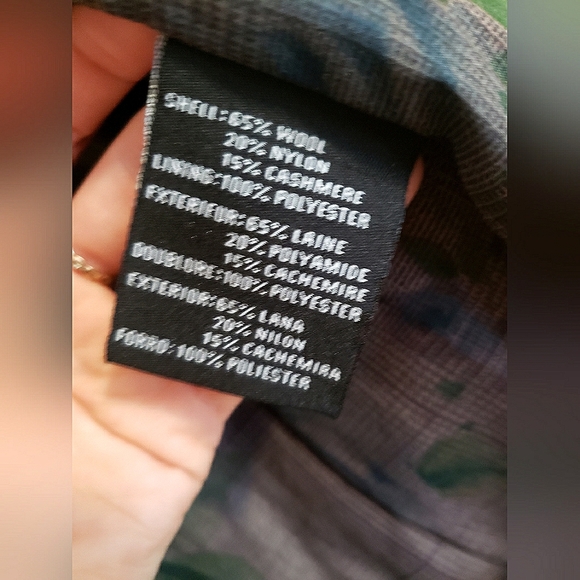 SHELL: 65% WOOL
20% NYLON
15% CASHMERE
LINING: 100% POLYESTER
EXTERIEUR: 65% LAINE
20% POLYAMIDE
15% CACHEMIRE
DOUBLURE: 100% POLYESTER
EXTERIOR: 65% LANA
20% NILON
15% CACHEMIRA
FORRO: 100% POLIESTER